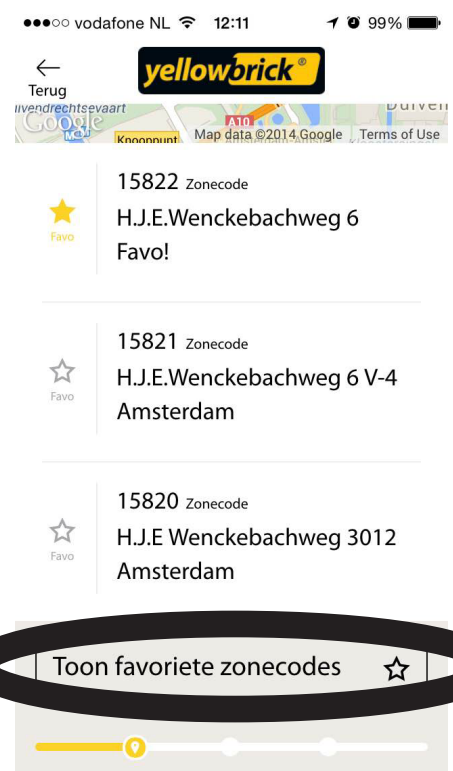 vodafone NL 12:11 99%
Terug
yellowbrick®
A10
Google
Map data ©2014 Google Terms of Use
15822 Zonecode
H.J.E.Wenckebachweg 6
Favo
Favo!
15821 Zonecode
H.J.E.Wenckebachweg 6 V-4
Favo
Amsterdam
15820 Zonecode
H.J.E Wenckebachweg 3012
Favo
Amsterdam
Toon favoriete zonecodes